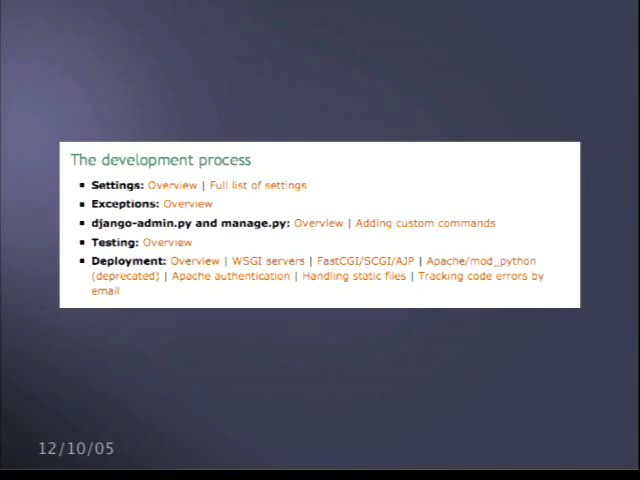 The development process
▪ Settings: Overview | Full list of settings
▪ Exceptions: Overview
▪ django-admin.py and manage.py: Overview | Adding custom commands
▪ Testing: Overview
▪ Deployment: Overview | WSGI servers | FastCGI/SCGI/AJP | Apache/mod_python
(deprecated) | Apache authentication | Handling static files | Tracking code errors by
email
12/10/05